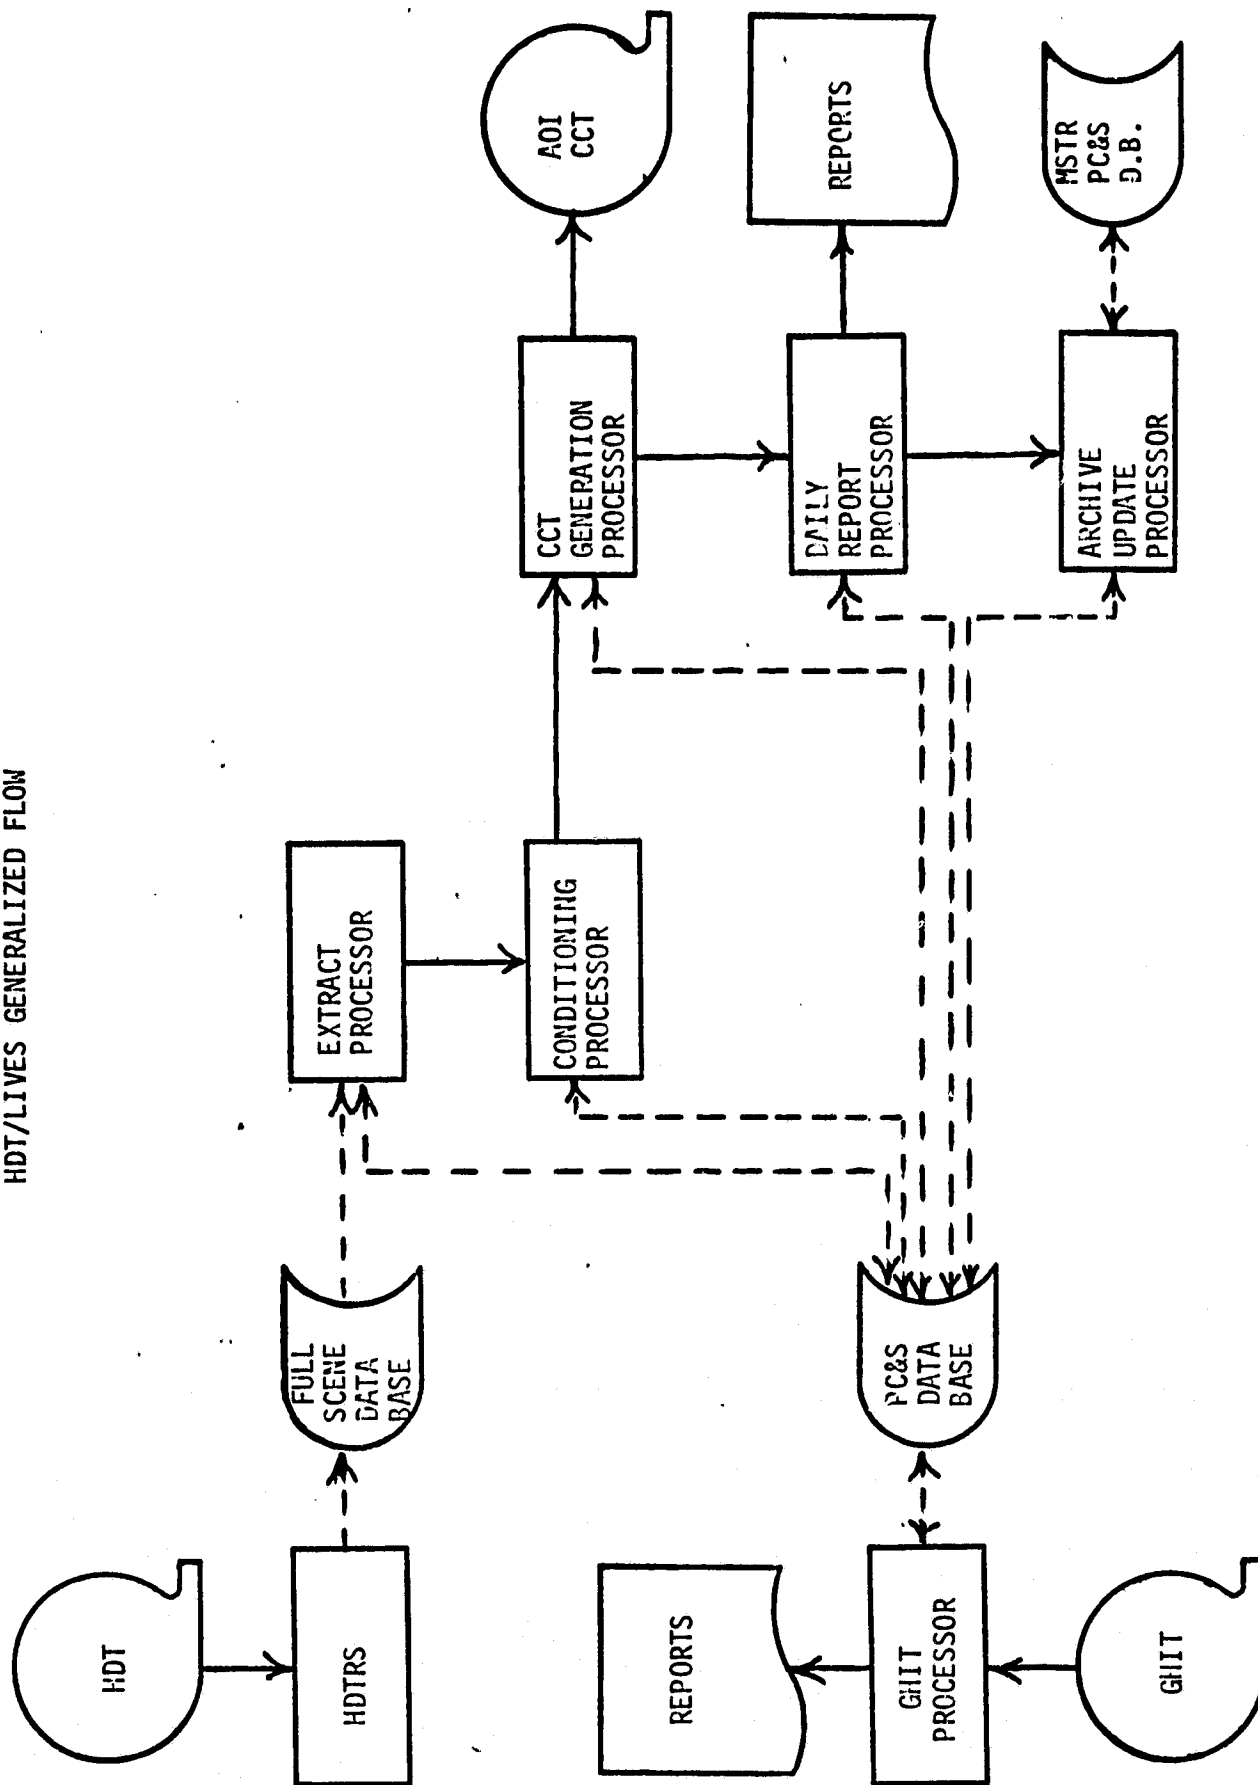 HDT/LIVES GENERALIZED FLOW
HDT
HDTRS
FULL
SCENE
DATA
BASE
EXTRACT
PROCESSOR
CONDITIONING
PROCESSOR
CCT
GENERATION
PROCESSOR
AOI
CCT
REPORTS
GHIT
PROCESSOR
GHIT
PC&S
DATA
BASE
DAILY
REPORT
PROCESSOR
REPORTS
ARCHIVE
UPDATE
PROCESSOR
MSTR
PC&S
D.B.